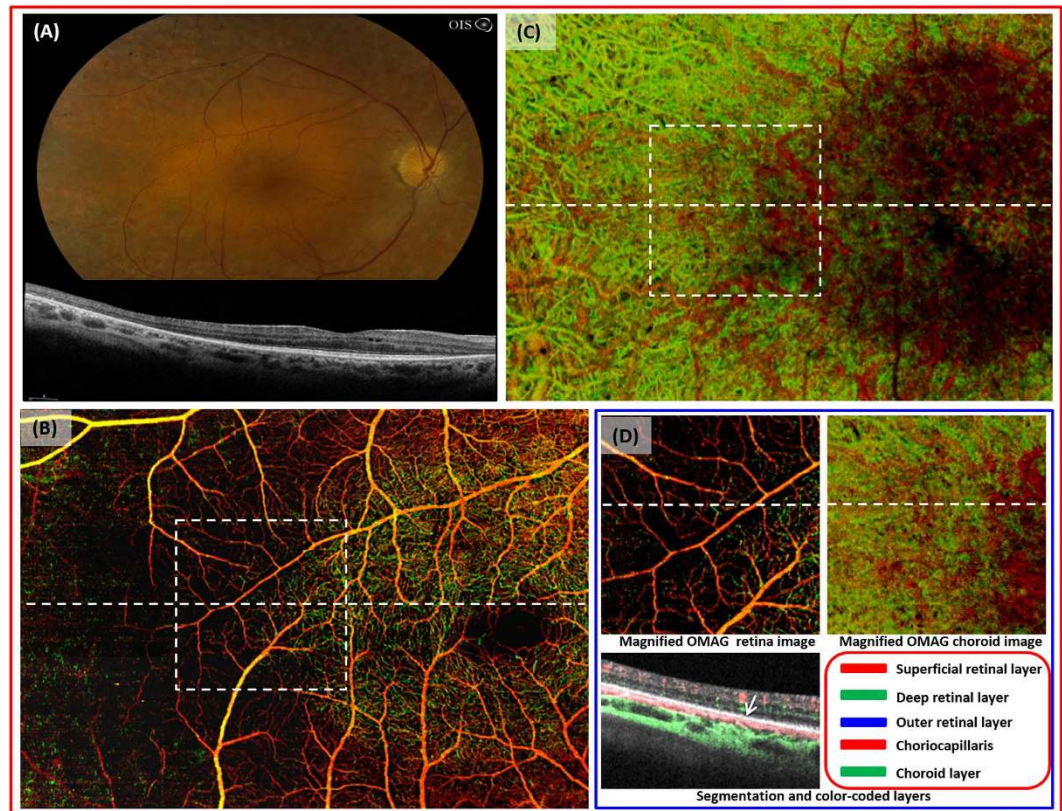 (A)
OIS
(C)
(B)
(D)
Magnified OMAG retina image
Magnified OMAG choroid image
Superficial retinal layer
Deep retinal layer
Outer retinal layer
Choriocapillaris
Choroid layer
Segmentation and color-coded layers